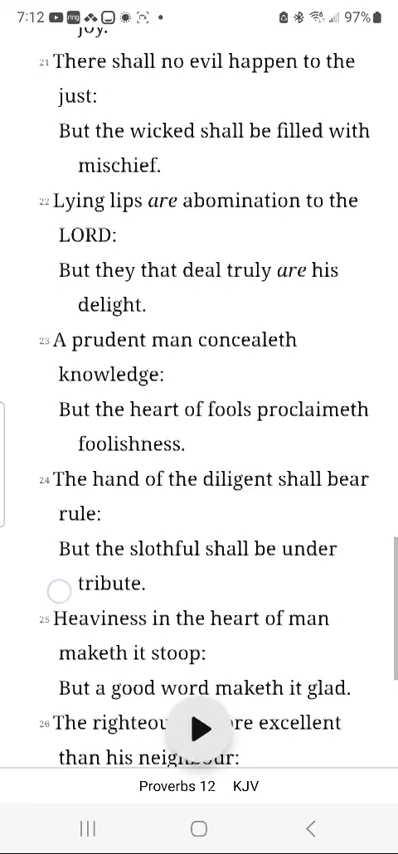 7:12 97%
joy.
21 There shall no evil happen to the
just:
But the wicked shall be filled with
mischief.
22 Lying lips are abomination to the
LORD:
But they that deal truly are his
delight.
23 A prudent man concealeth
knowledge:
But the heart of fools proclaimeth
foolishness.
24 The hand of the diligent shall bear
rule:
But the slothful shall be under
tribute.
25 Heaviness in the heart of man
maketh it stoop:
But a good word maketh it glad.
26 The excellent
than his
Proverbs 12 KJV